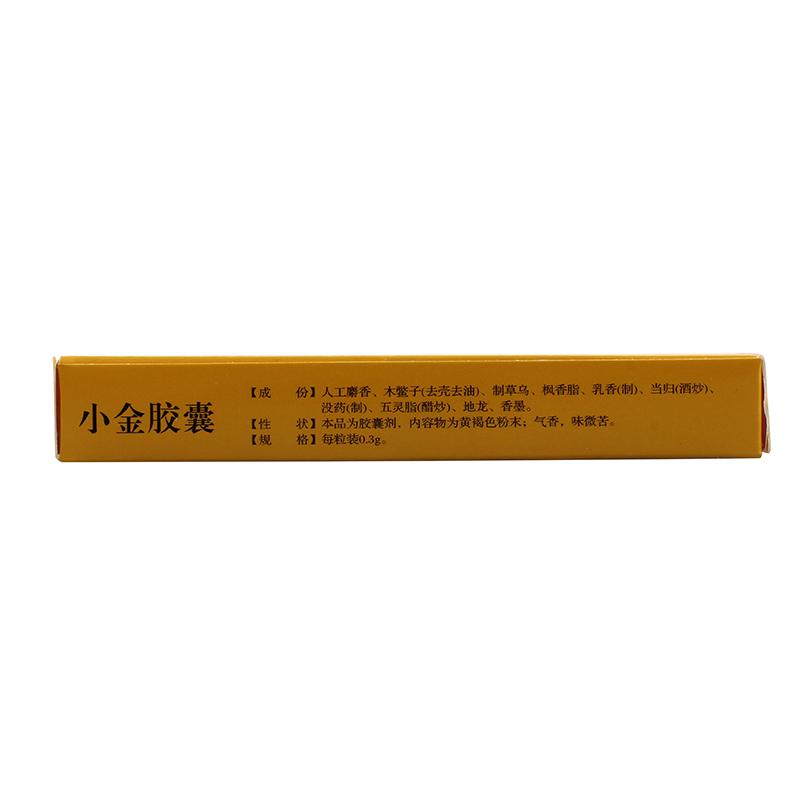 小金胶囊
【成 份】人工麝香、木鳖子(去壳去油)、制草乌、枫香脂、乳香(制)、当归(酒炒)、
没药(制)、五灵脂(醋炒)、地龙、香墨。
【性 状】本品为胶囊剂，内容物为黄褐色粉末；气香，味微苦。
【规 格】每粒装0.3g。